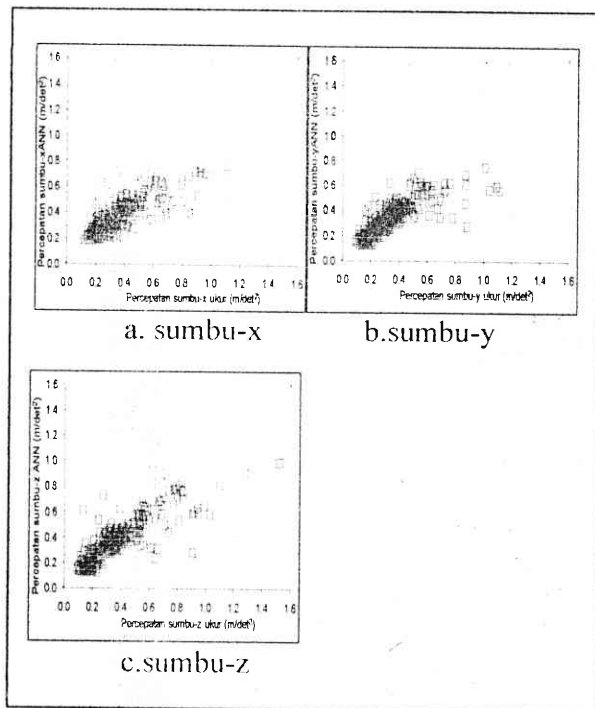 1.6 1.4 1.2 1.0 0.8 0.6 0.4 0.2 0.0
Percepatan sumbu-xANN (m/det²)
0.0 0.2 0.4 0.6 0.8 1.0 1.2 1.4 1.6
Percepatan sumbu-x ukur (m/det²)
a. sumbu-x
1.6 1.4 1.2 1.0 0.8 0.6 0.4 0.2 0.0
Percepatan sumbu-yANN (m/det²)
0.0 0.2 0.4 0.6 0.8 1.0 1.2 1.4 1.6
Percepatan sumbu-y ukur (m/det²)
b.sumbu-y
1.6 1.4 1.2 1.0 0.8 0.6 0.4 0.2 0.0
Percepatan sumbu-z ANN (m/det²)
0.0 0.2 0.4 0.6 0.8 1.0 1.2 1.4 1.6
Percepatan sumbu-z ukur (m/det²)
c.sumbu-z